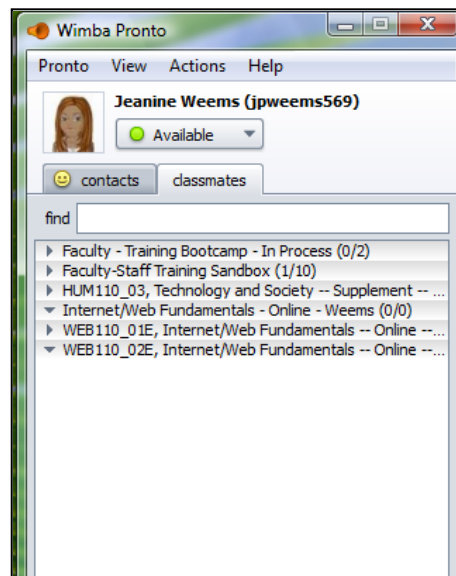 Wimba Pronto
Pronto View Actions Help
Jeanine Weems (jpweems569)
Available
contacts classmates
find
Faculty - Training Bootcamp - In Process (0/2)
Faculty-Staff Training Sandbox (1/10)
HUM110_03, Technology and Society -- Supplement -- ...
Internet/Web Fundamentals - Online - Weems (0/0)
WEB110_01E, Internet/Web Fundamentals -- Online --...
WEB110_02E, Internet/Web Fundamentals -- Online --...